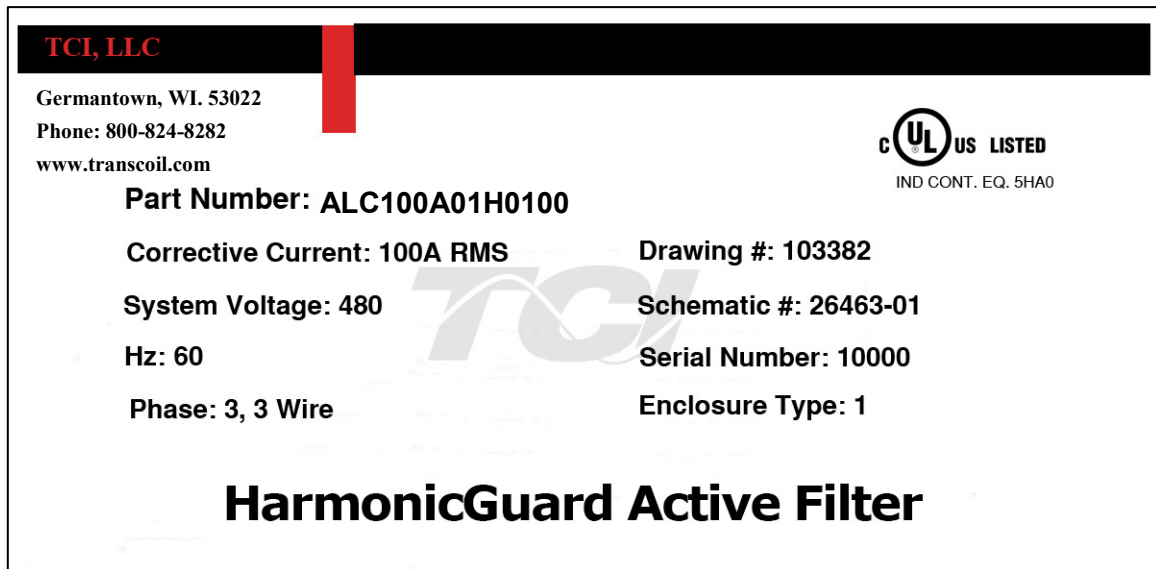 TCI, LLC
Germantown, WI. 53022
Phone: 800-824-8282
www.transcoil.com
C UL® US LISTED
IND CONT. EQ. 5HA0
Part Number: ALC100A01H0100
Corrective Current: 100A RMS
Drawing #: 103382
System Voltage: 480
Schematic #: 26463-01
Hz: 60
Serial Number: 10000
Phase: 3, 3 Wire
Enclosure Type: 1
TCI
HarmonicGuard Active Filter